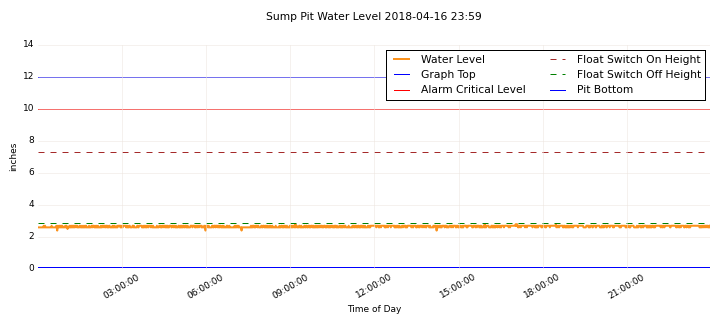 Sump Pit Water Level 2018-04-16 23:59
14
12
10
8
6
4
2
0
inches
Water Level
Graph Top
Alarm Critical Level
Float Switch On Height
Float Switch Off Height
Pit Bottom
03:00:00
06:00:00
09:00:00
12:00:00
15:00:00
18:00:00
21:00:00
Time of Day